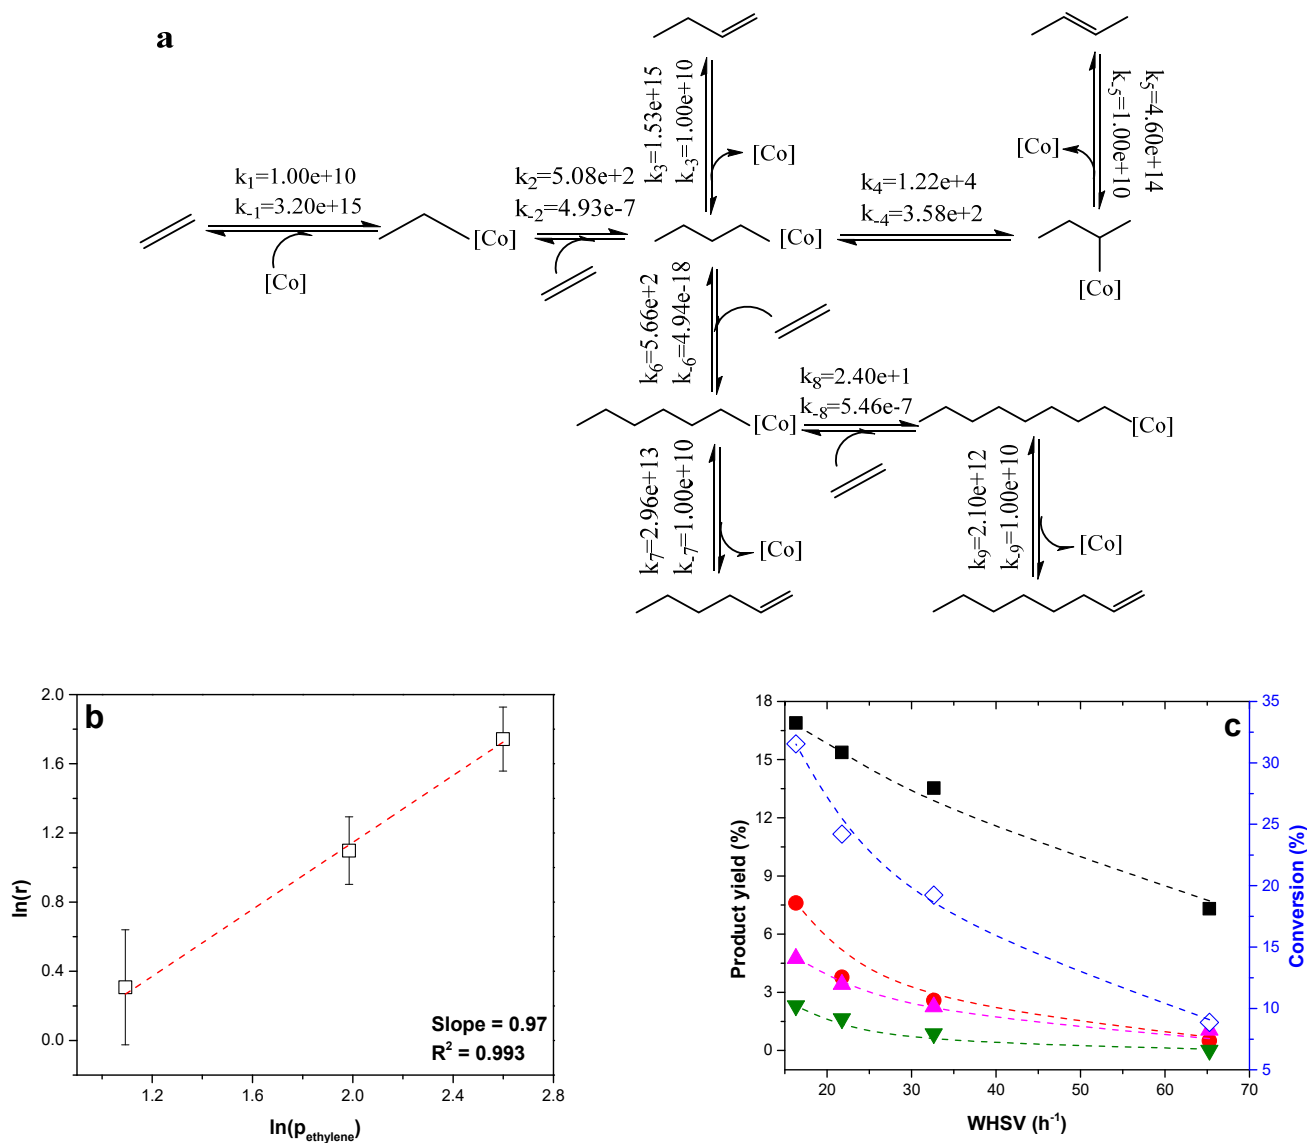 a
k1=1.00e+10
k-1=3.20e+15
[Co]
[Co]
k2=5.08e+2
k-2=4.93e-7
k3=1.53e+15
k-3=1.00e+10
[Co]
[Co]
k4=1.22e+4
k-4=3.58e+2
k5=4.60e+14
k-5=1.00e+10
[Co]
[Co]
k6=5.66e+2
k-6=4.94e-18
[Co]
k8=2.40e+1
k-8=5.46e-7
[Co]
k7=2.96e+13
k-7=1.00e+10
[Co]
k9=2.10e+12
k-9=1.00e+10
[Co]
b
2.0
1.6
1.2
0.8
0.4
0.0
ln(r)
Slope = 0.97
R2 = 0.993
1.2 1.6 2.0 2.4 2.8
ln(pethylene)
c
18
15
12
9
6
3
0
Product yield (%)
35
30
25
20
15
10
5
Conversion (%)
20 30 40 50 60 70
WHSV (h-1)